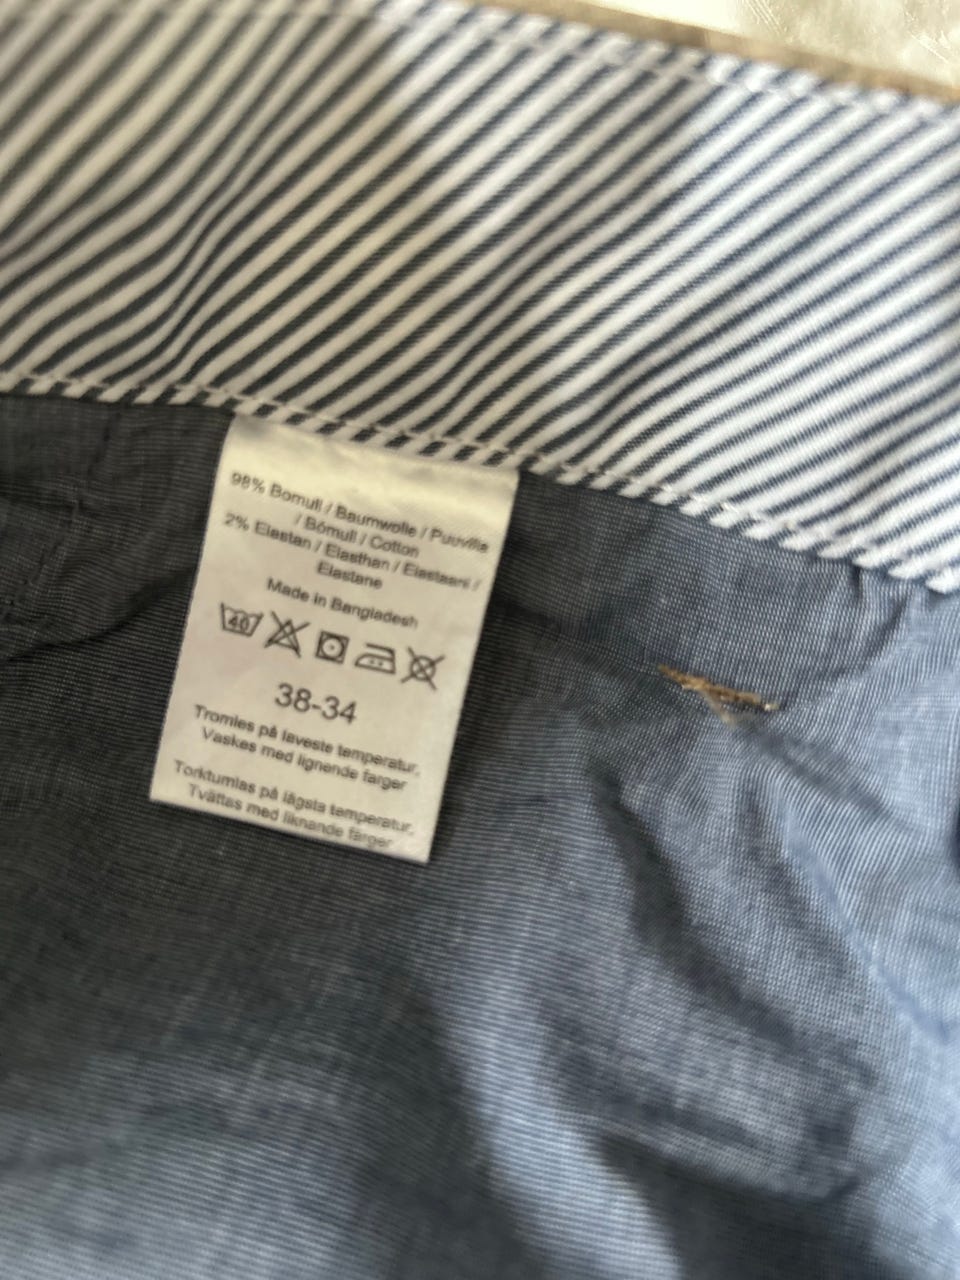 98% Bomull / Baumwolle / Puuvilla
/ Bómull / Cotton
2% Elastan / Elasthan / Elastaani /
Elastane
Made in Bangladesh
40
38-34
Tromles på laveste temperatur,
Vaskes med lignende farger
Torktumlas på lägsta temperatur,
Tvättas med liknande färger